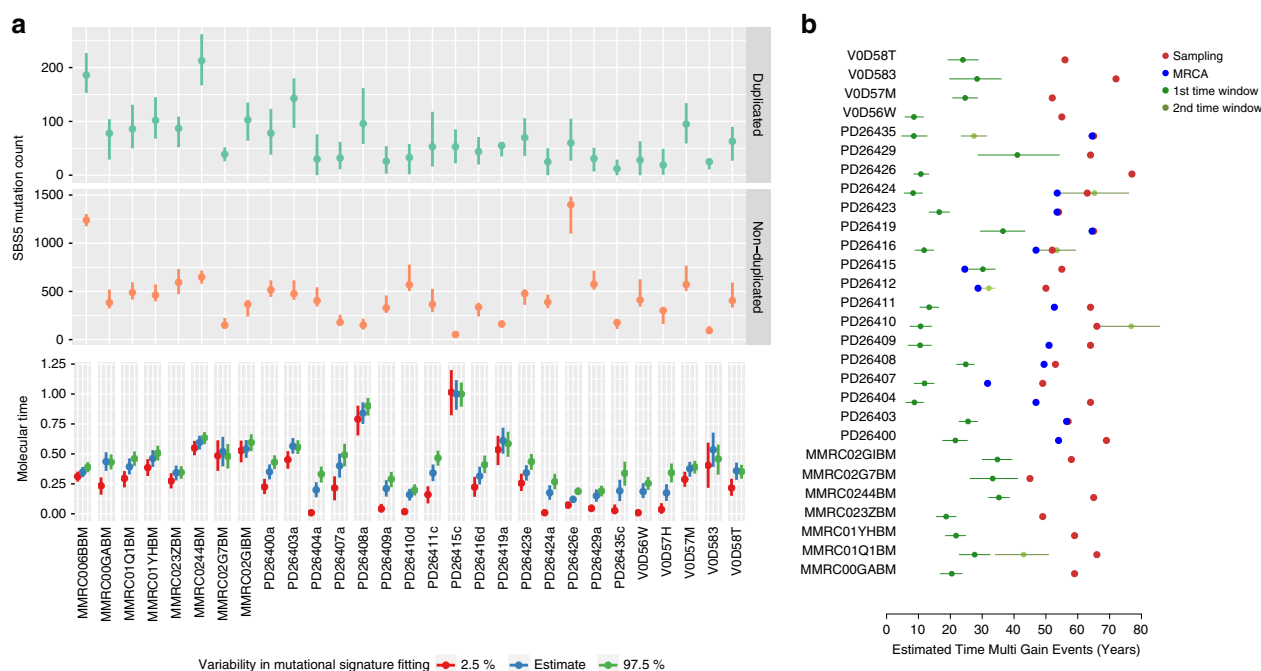 a
SBS5 mutation count
200
100
0
Duplicated
1500
1000
500
0
Non–duplicated
Molecular time
1.25
1.00
0.75
0.50
0.25
0.00
MMRC006BBM
MMRC00GABM
MMRC01Q1BM
MMRC01YHBM
MMRC023ZBM
MMRC0244BM
MMRC02G7BM
MMRC02GIBM
PD26400a
PD26403a
PD26404a
PD26407a
PD26408a
PD26409a
PD26410d
PD26411c
PD26415c
PD26416d
PD26419a
PD26423e
PD26424a
PD26426e
PD26429a
PD26435c
V0D56W
V0D57H
V0D57M
V0D583
V0D58T
Variability in mutational signature fitting 2.5 % Estimate 97.5 %
b
V0D58T
V0D583
V0D57M
V0D56W
PD26435
PD26429
PD26426
PD26424
PD26423
PD26419
PD26416
PD26415
PD26412
PD26411
PD26410
PD26409
PD26408
PD26407
PD26404
PD26403
PD26400
MMRC02GIBM
MMRC02G7BM
MMRC0244BM
MMRC023ZBM
MMRC01YHBM
MMRC01Q1BM
MMRC00GABM
Sampling
MRCA
1st time window
2nd time window
0 10 20 30 40 50 60 70 80
Estimated Time Multi Gain Events (Years)